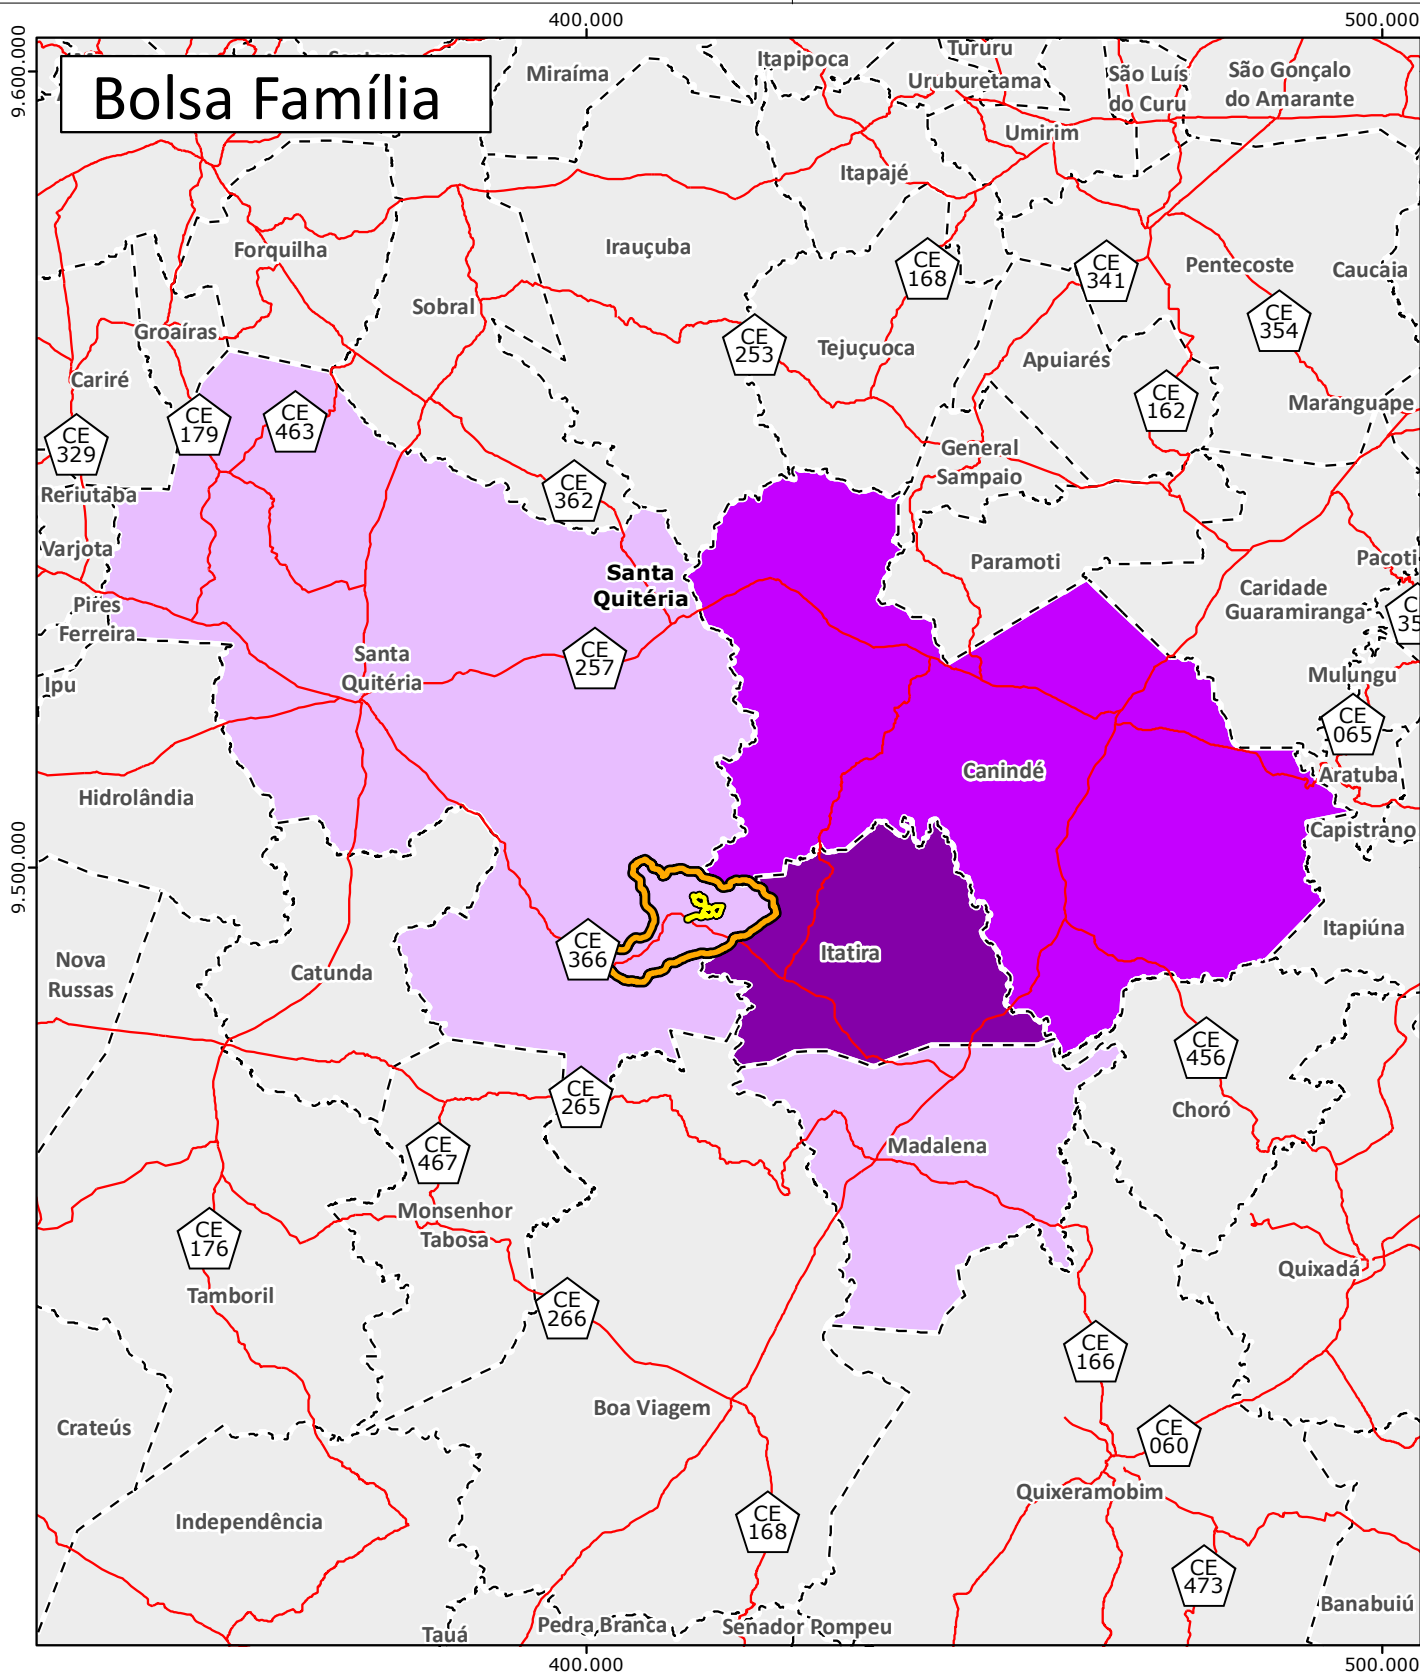 400.000
500.000
9.600.000
Bolsa Família
Miraíma
Itapipoca
Tururu
Uruburetama
São Luís
do Curu
São Gonçalo
do Amarante
Umirim
Itapajé
Forquilha
Irauçuba
CE
168
CE
341
Pentecoste
Caucaia
Sobral
Groaíras
CE
253
Tejuçuoca
CE
354
Apuiarés
Cariré
CE
162
Maranguape
CE
179
CE
463
CE
329
General
Sampaio
Reriutaba
CE
362
Varjota
Santa
Quitéria
Paramoti
Pacoti
Caridade
Guaramiranga
C
35
Pires
Ferreira
Santa
Quitéria
CE
257
Ipu
Mulungu
CE
065
Canindé
Aratuba
Hidrolândia
Capistrano
9.500.000
Itapiúna
CE
366
Itatira
Nova
Russas
Catunda
CE
456
CE
265
Choró
CE
467
Madalena
Monsenhor
Tabosa
CE
176
Quixadá
Tamboril
CE
266
CE
166
Boa Viagem
Crateús
CE
060
Quixeramobim
Independência
CE
168
CE
473
Banabuiú
Tauá
Pedra Branca
Senador Pompeu
400.000
500.000